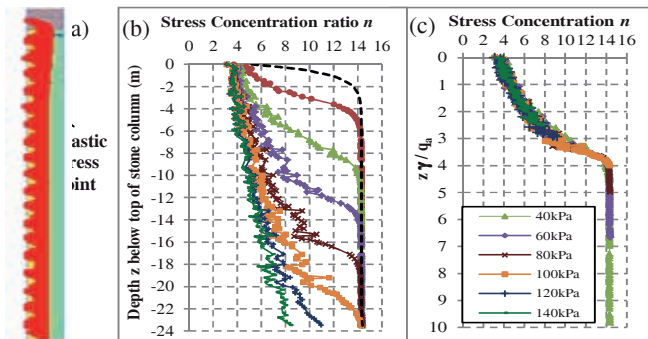 a)
astic
ress
oint
(b)
Stress Concentration ratio n
0 2 4 6 8 10 12 14 16
Depth z below top of stone column (m)
0
-2
-4
-6
-8
-10
-12
-14
-16
-18
-20
-22
-24
(c)
Stress Concentration n
0 2 4 6 8 10 12 14 16
z γ/qa
0
1
2
3
4
5
6
7
8
9
10
40kPa
60kPa
80kPa
100kPa
120kPa
140kPa